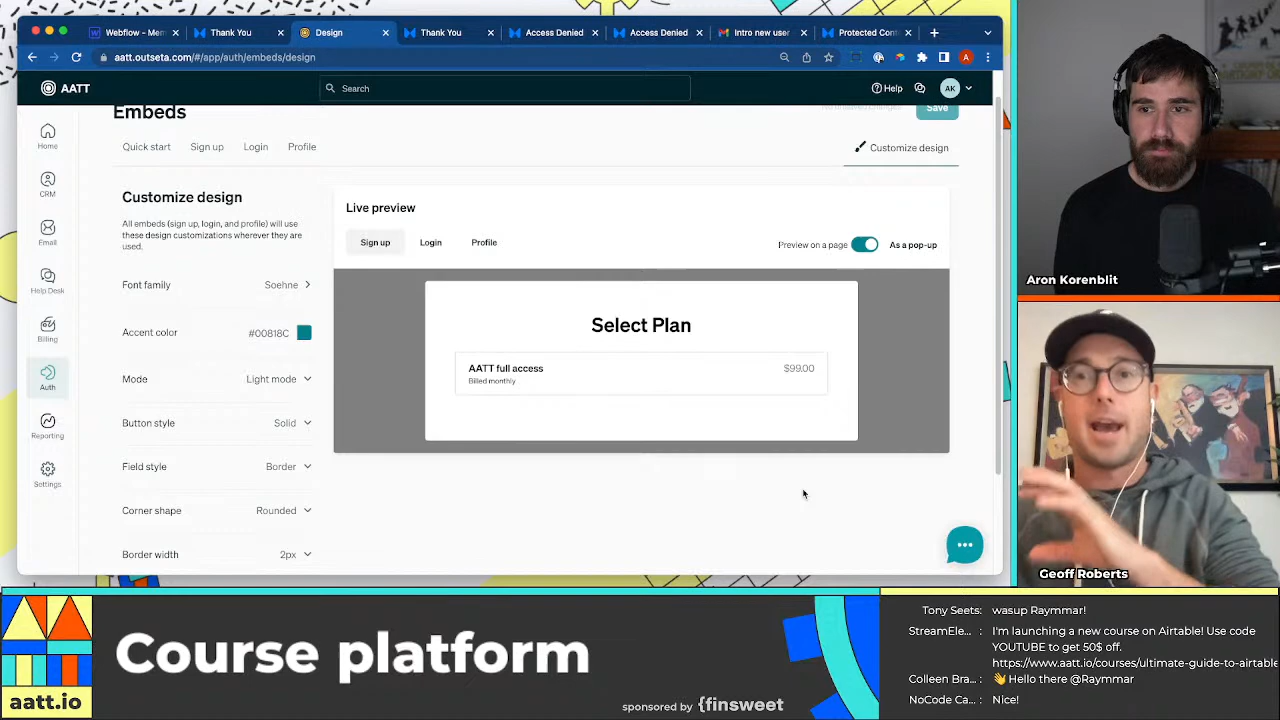 Webflow - Mem
Thank You
Design
Thank You
Access Denied
Access Denied
Intro new user
Protected Cont
aatt.outseta.com/#/app/auth/embeds/design
A
AATT
Search
Help
AK
Embeds
Save
Home
CRM
Email
Help Desk
Billing
Auth
Reporting
Settings
Quick start
Sign up
Login
Profile
Customize design
Customize design
All embeds (sign up, login, and profile) will use
these design customizations wherever they are
used.
Font family
Soehne
Accent color
#00818C
Mode
Light mode
Button style
Solid
Field style
Border
Corner shape
Rounded
Border width
2px
Live preview
Sign up
Login
Profile
Preview on a page
As a pop-up
Select Plan
AATT full access
$99.00
Billed monthly
Aron Korenblit
Geoff Roberts
aatt.io
Course platform
sponsored by {finsweet
Tony Seets: wasup Raymmar!
StreamEle... : I'm launching a new course on Airtable! Use code
YOUTUBE to get 50$ off.
https://www.aatt.io/courses/ultimate-guide-to-airtable
Colleen Bra... : 👋Hello there @Raymmar
NoCode Ca... : Nice!